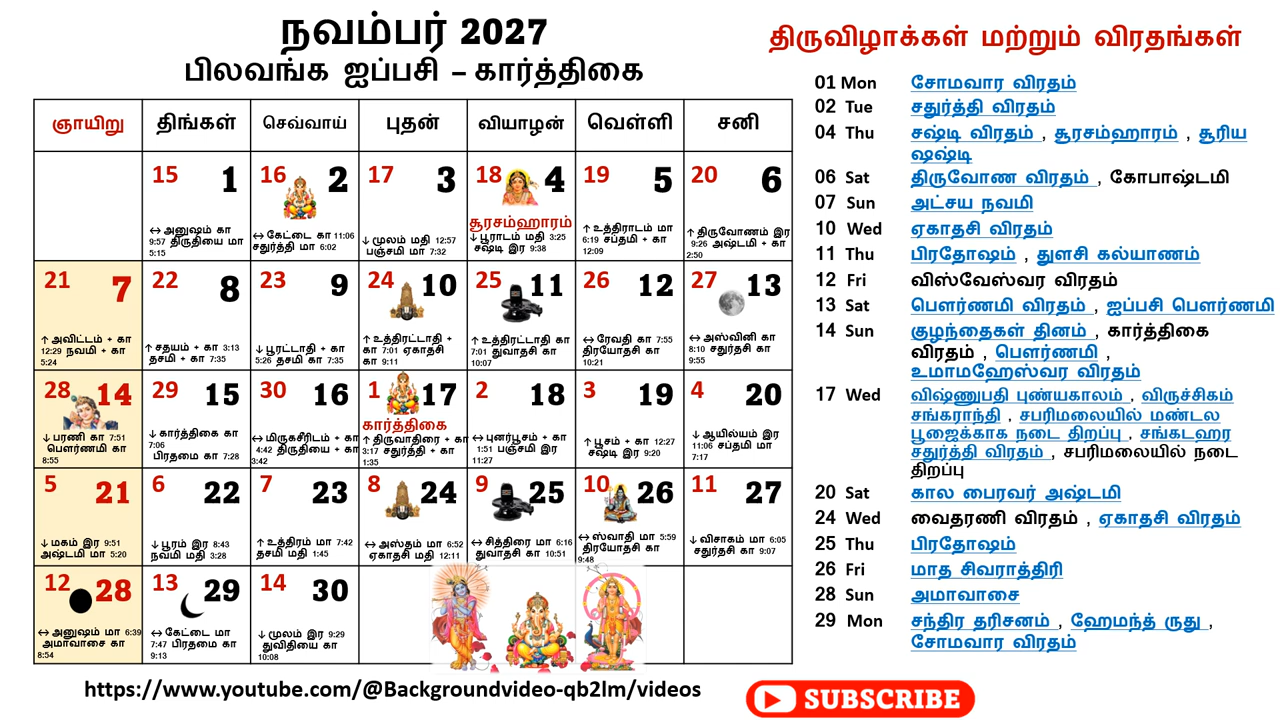 நவம்பர் 2027
பிலவங்க ஐப்பசி – கார்த்திகை
ஞாயிறு திங்கள் செவ்வாய் புதன் வியாழன் வெள்ளி சனி
15 1
↔ அனுஷம் கா
9:57 திருதியை மா
5:15
16 2
↔ கேட்டை கா 11:06
சதுர்த்தி மா 6:02
17 3
↓ மூலம் மதி 12:57
பஞ்சமி மா 7:32
18 4
சூரசம்ஹாரம்
↓ பூராடம் மதி 3:25
சஷ்டி இர 9:38
19 5
↑ உத்திராடம் மா
6:19 சப்தமி + கா
12:09
20 6
↑ திருவோணம் இர
9:26 அஷ்டமி + கா
2:50
21 7
↑ அவிட்டம் + கா
12:29 நவமி + கா
5:24
22 8
↑ சதயம் + கா 3:13
தசமி + கா 7:35
23 9
↓ பூரட்டாதி + கா
5:26 தசமி கா 7:35
24 10
↑ உத்திரட்டாதி +
கா 7:01 ஏகாதசி
கா 9:11
25 11
↑ உத்திரட்டாதி கா
7:01 துவாதசி கா
10:07
26 12
↔ ரேவதி கா 7:55
திரயோதசி கா
10:21
27 13
↔ அஸ்வினி கா
8:10 சதுர்தசி கா
9:55
28 14
↓ பரணி கா 7:51
பௌர்ணமி கா
8:55
29 15
↓ கார்த்திகை கா
7:06
பிரதமை கா 7:28
30 16
↔ மிருகசீரிடம் + கா
4:42 திருதியை + கா
3:42
1 17
கார்த்திகை
↑ திருவாதிரை + கா
3:17 சதுர்த்தி + கா
1:35
2 18
↔ புனர்பூசம் + கா
1:51 பஞ்சமி இர
11:27
3 19
↑ பூசம் + கா 12:27
சஷ்டி இர 9:20
4 20
↓ ஆயில்யம் இர
11:06 சப்தமி மா
7:17
5 21
↓ மகம் இர 9:51
அஷ்டமி மா 5:20
6 22
↓ பூரம் இர 8:43
நவமி மா 3:28
7 23
↑ உத்திரம் மா 7:42
தசமி மதி 1:45
8 24
↔ அஸ்தம் மா 6:52
ஏகாதசி மதி 12:11
9 25
↔ சித்திரை மா 6:16
துவாதசி கா 10:51
10 26
↔ ஸ்வாதி மா 5:59
திரயோதசி கா
9:48
11 27
↓ விசாகம் மா 6:05
சதுர்தசி கா 9:07
12 28
↔ அனுஷம் மா 6:39
அமாவாசை கா
8:54
13 29
↔ கேட்டை மா
7:47 பிரதமை கா
9:13
14 30
↓ மூலம் இர 9:29
துவிதியை கா
10:08
https://www.youtube.com/@Backgroundvideo-qb2lm/videos
திருவிழாக்கள் மற்றும் விரதங்கள்
01 Mon சோமவார விரதம்
02 Tue சதுர்த்தி விரதம்
04 Thu சஷ்டி விரதம் , சூரசம்ஹாரம் , சூரிய
ஷஷ்டி
06 Sat திருவோண விரதம் , கோபாஷ்டமி
07 Sun அட்சய நவமி
10 Wed ஏகாதசி விரதம்
11 Thu பிரதோஷம் , துளசி கல்யாணம்
12 Fri விஸ்வேஸ்வர விரதம்
13 Sat பௌர்ணமி விரதம் , ஐப்பசி பௌர்ணமி
14 Sun குழந்தைகள் தினம் , கார்த்திகை
விரதம் , பௌர்ணமி ,
உமாமஹேஸ்வர விரதம்
17 Wed விஷ்ணுபதி புண்யகாலம் , விருச்சிகம்
சங்கராந்தி , சபரிமலையில் மண்டல
பூஜைக்காக நடை திறப்பு , சங்கடஹர
சதுர்த்தி விரதம் , சபரிமலையில் நடை
திறப்பு
20 Sat கால பைரவர் அஷ்டமி
24 Wed வைதரணி விரதம் , ஏகாதசி விரதம்
25 Thu பிரதோஷம்
26 Fri மாத சிவராத்திரி
28 Sun அமாவாசை
29 Mon சந்திர தரிசனம் , ஹேமந்த் ருது ,
சோமவார விரதம்
SUBSCRIBE